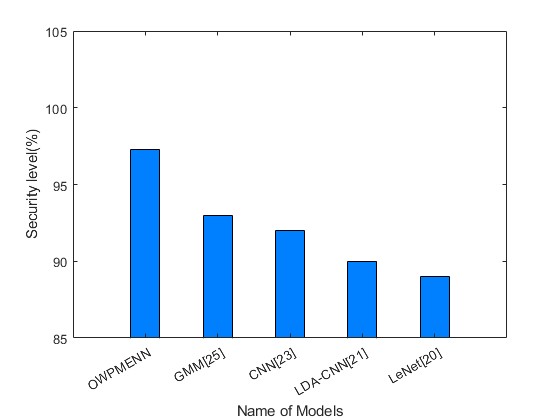 105
100
95
90
85
Security level(%)
OWPMENN
GMM[25]
CNN[23]
LDA-CNN[21]
LeNet[20]
Name of Models